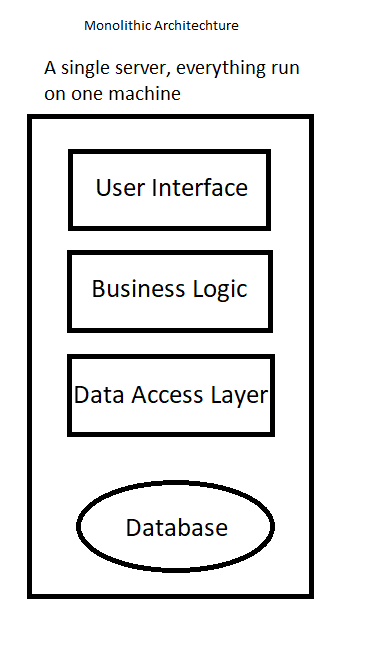 Monolithic Architechture
A single server, everything run
on one machine
User Interface
Business Logic
Data Access Layer
Database